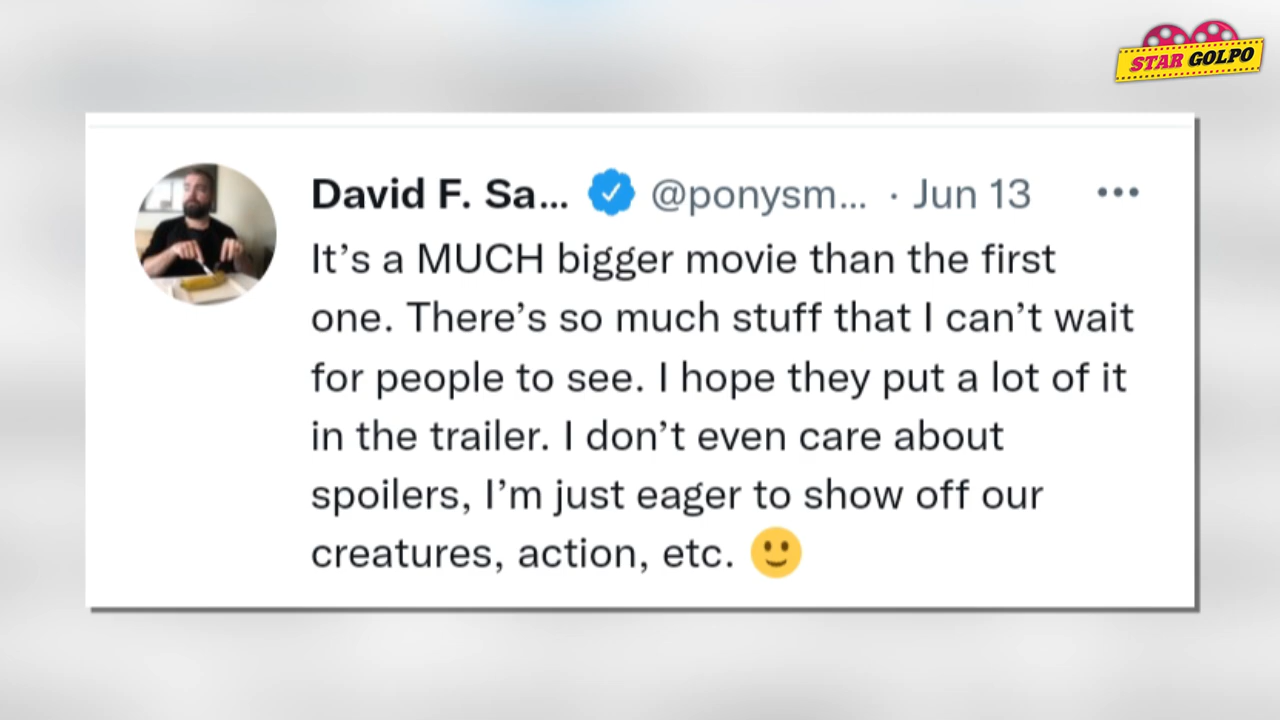 STAR GOLPO
David F. Sa... @ponysm... · Jun 13
It’s a MUCH bigger movie than the first
one. There’s so much stuff that I can’t wait
for people to see. I hope they put a lot of it
in the trailer. I don’t even care about
spoilers, I’m just eager to show off our
creatures, action, etc. 🙂